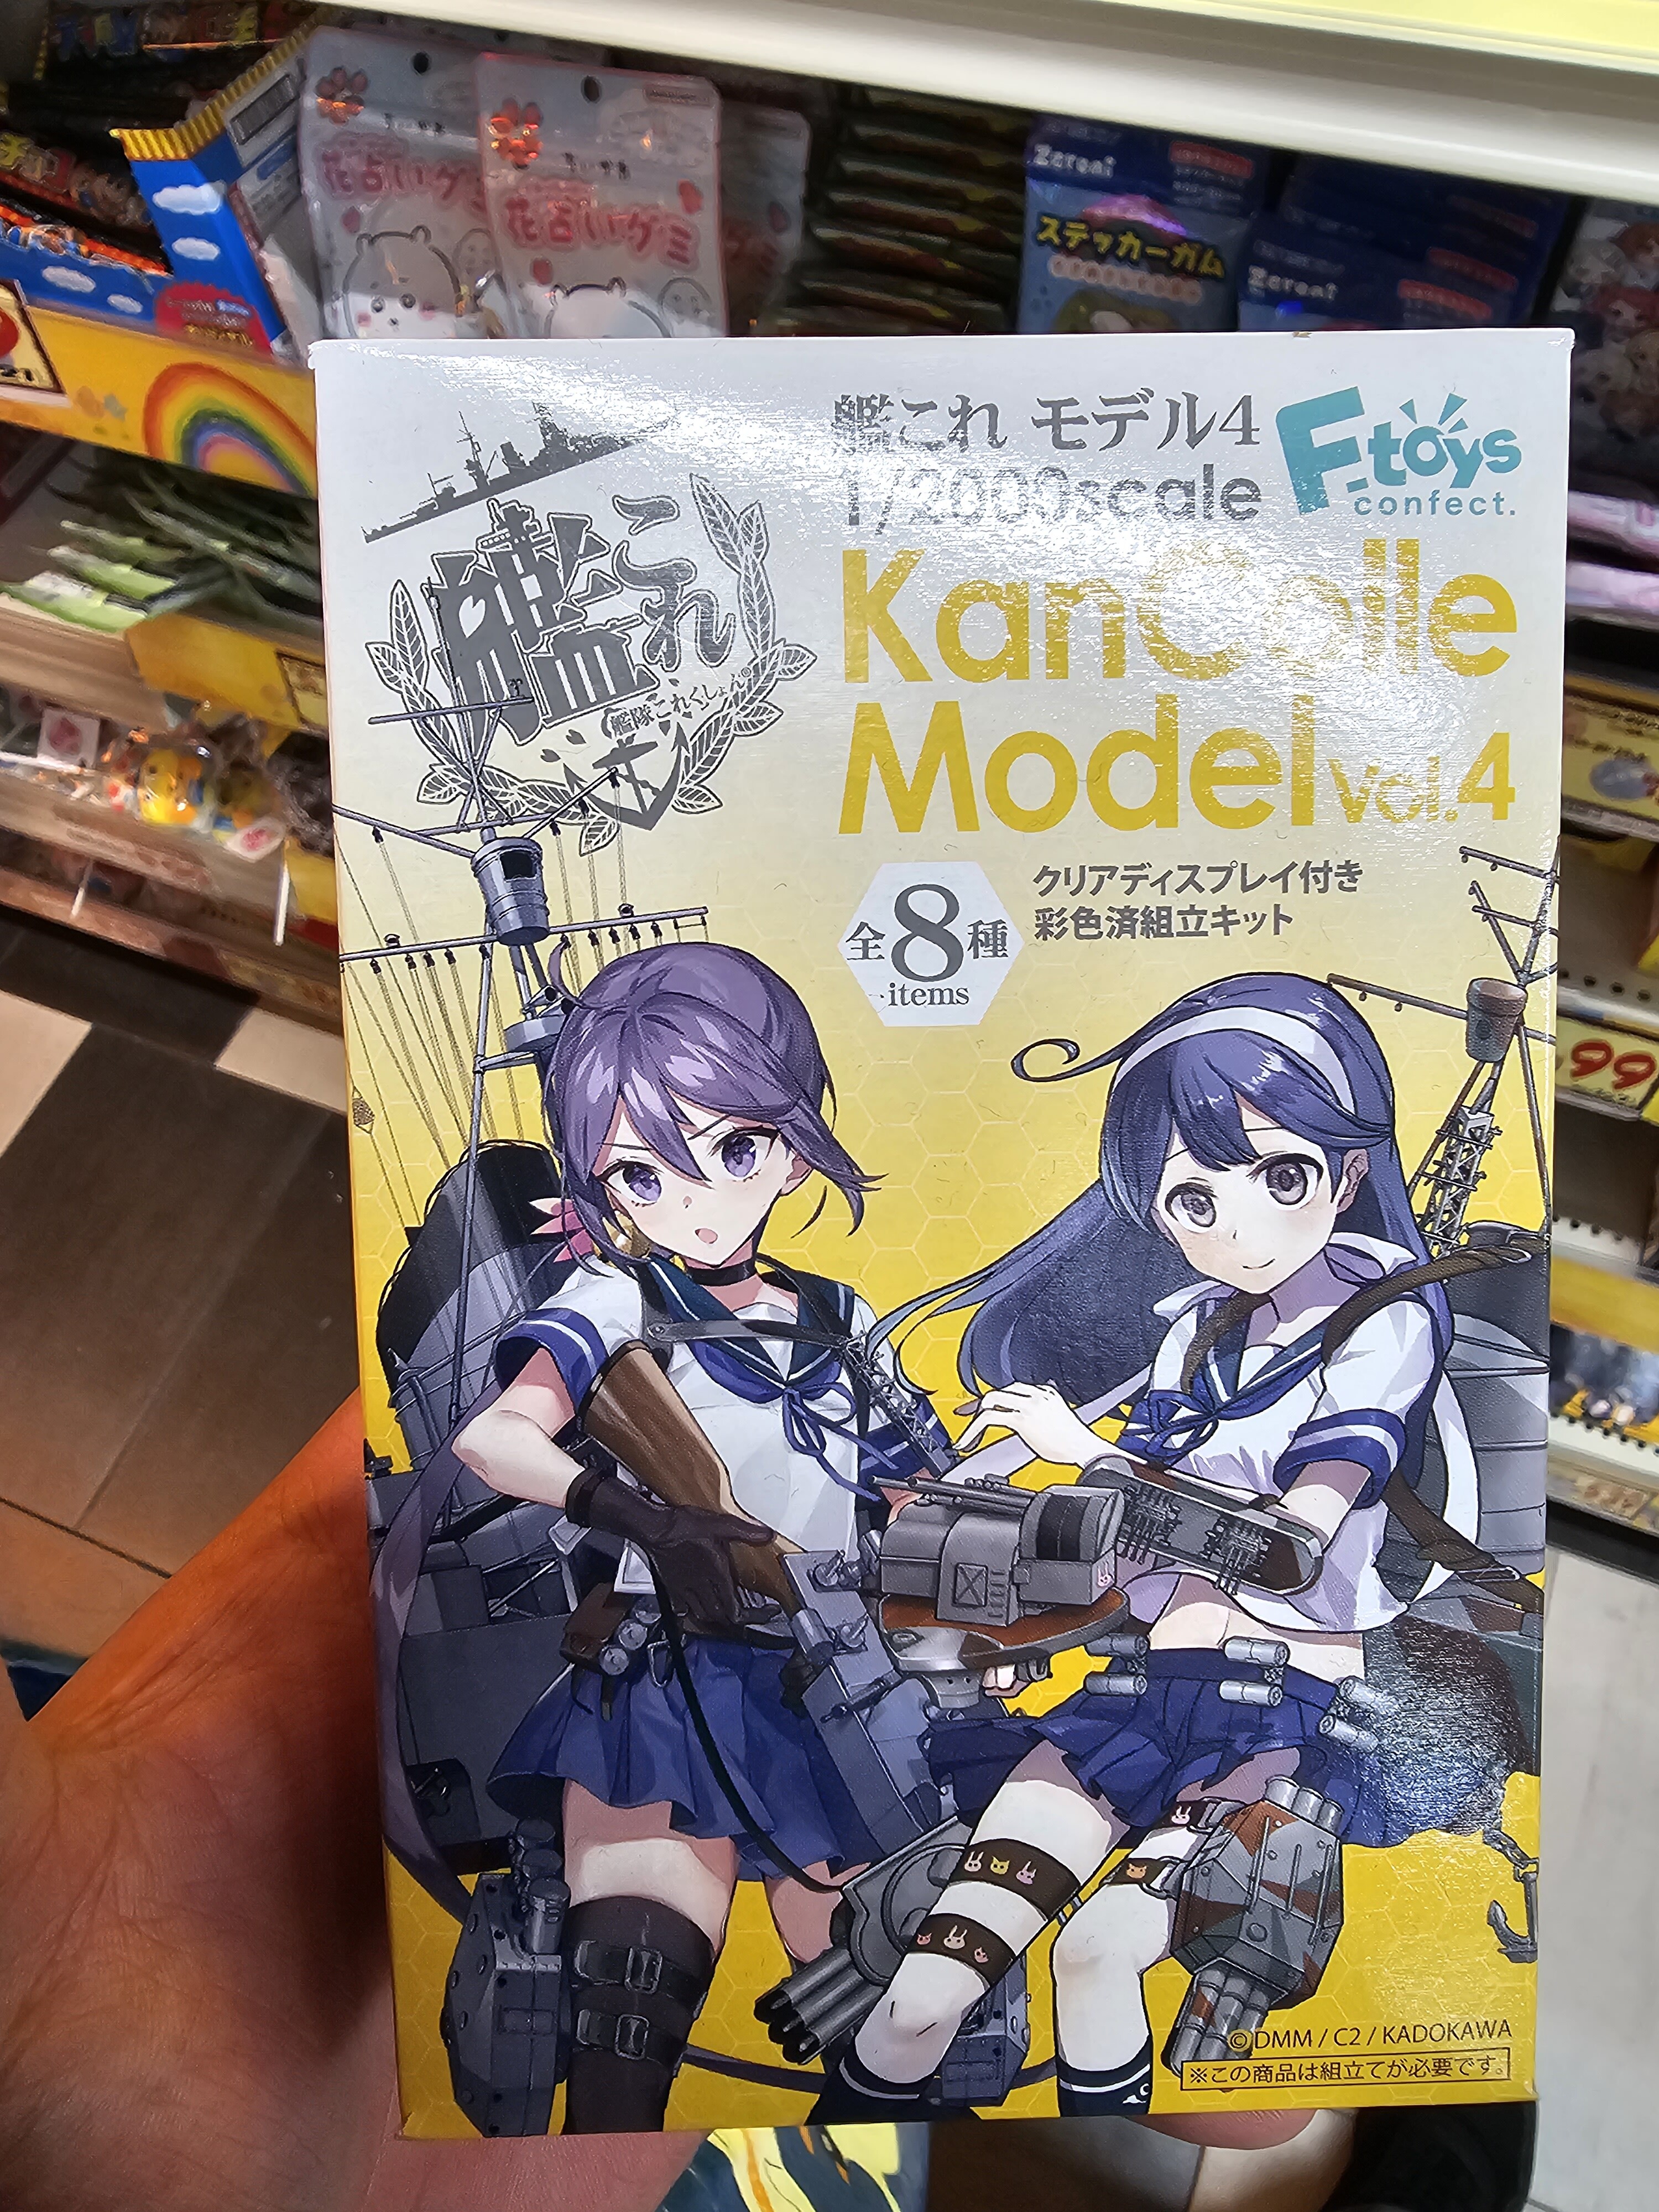 花占いグミ
花占いグミ
Zeroni
ステッカーガム
Zeroni
艦これ モデル4
1/2000scale
F-toys
confect.
艦これ
艦隊これくしょん
KanColle
Model Vol.4
全8種
items
クリアディスプレイ付き
彩色済組立キット
99
©DMM / C2 / KADOKAWA
※この商品は組立てが必要です。